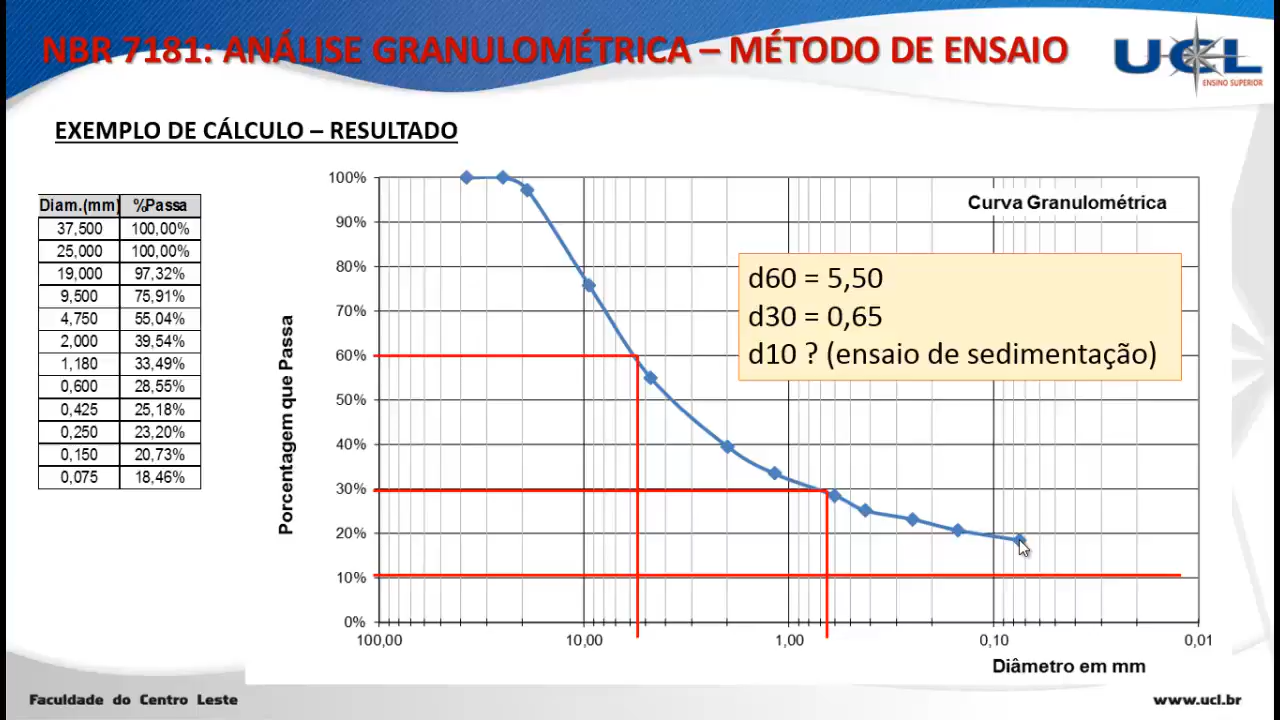 NBR 7181: ANÁLISE GRANULOMÉTRICA – MÉTODO DE ENSAIO
UCL
ENSINO SUPERIOR
EXEMPLO DE CÁLCULO – RESULTADO
Diam.(mm) %Passa
37,500 100,00%
25,000 100,00%
19,000 97,32%
9,500 75,91%
4,750 55,04%
2,000 39,54%
1,180 33,49%
0,600 28,55%
0,425 25,18%
0,250 23,20%
0,150 20,73%
0,075 18,46%
Porcentagem que Passa
100%
90%
80%
70%
60%
50%
40%
30%
20%
10%
0%
Curva Granulométrica
d60 = 5,50
d30 = 0,65
d10 ? (ensaio de sedimentação)
100,00 10,00 1,00 0,10 0,01
Diâmetro em mm
Faculdade do Centro Leste
www.ucl.br